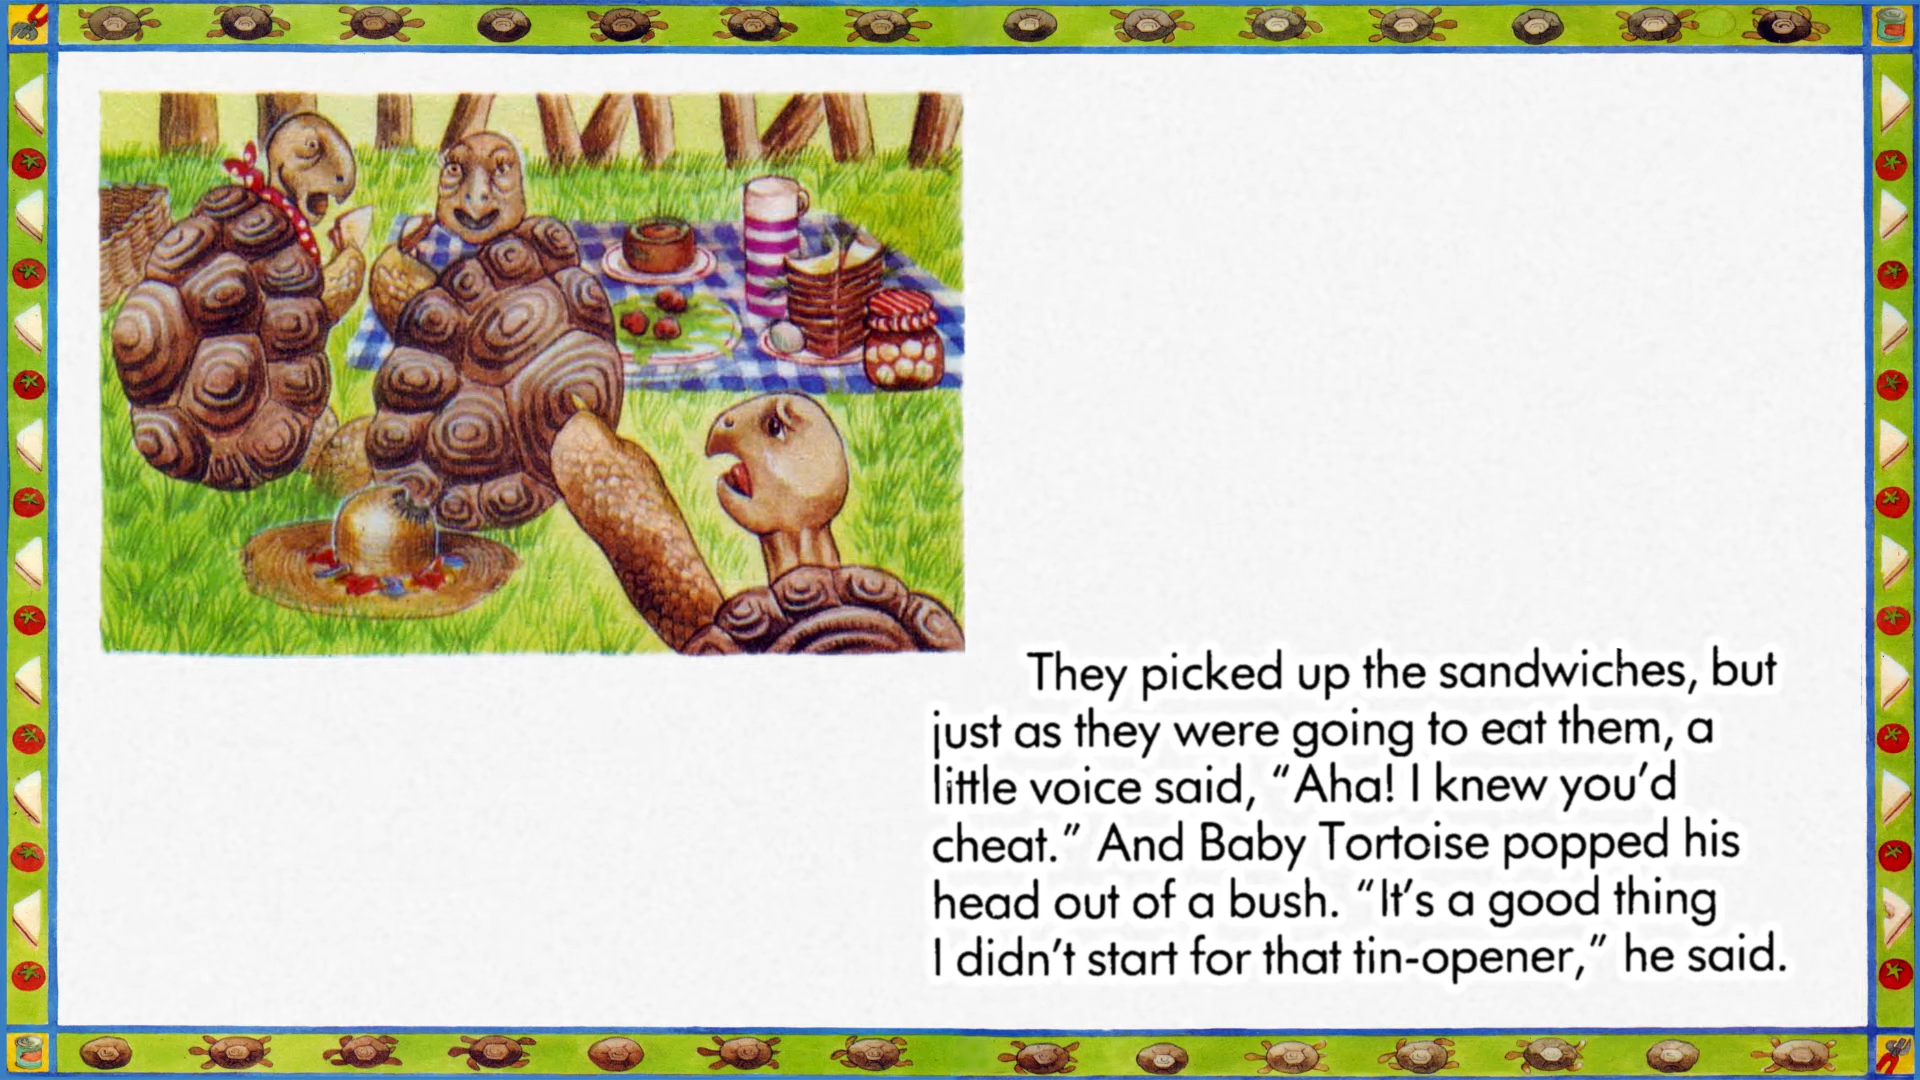 They picked up the sandwiches, but
just as they were going to eat them, a
little voice said, “Aha! I knew you’d
cheat.” And Baby Tortoise popped his
head out of a bush. “It’s a good thing
I didn’t start for that tin-opener,” he said.